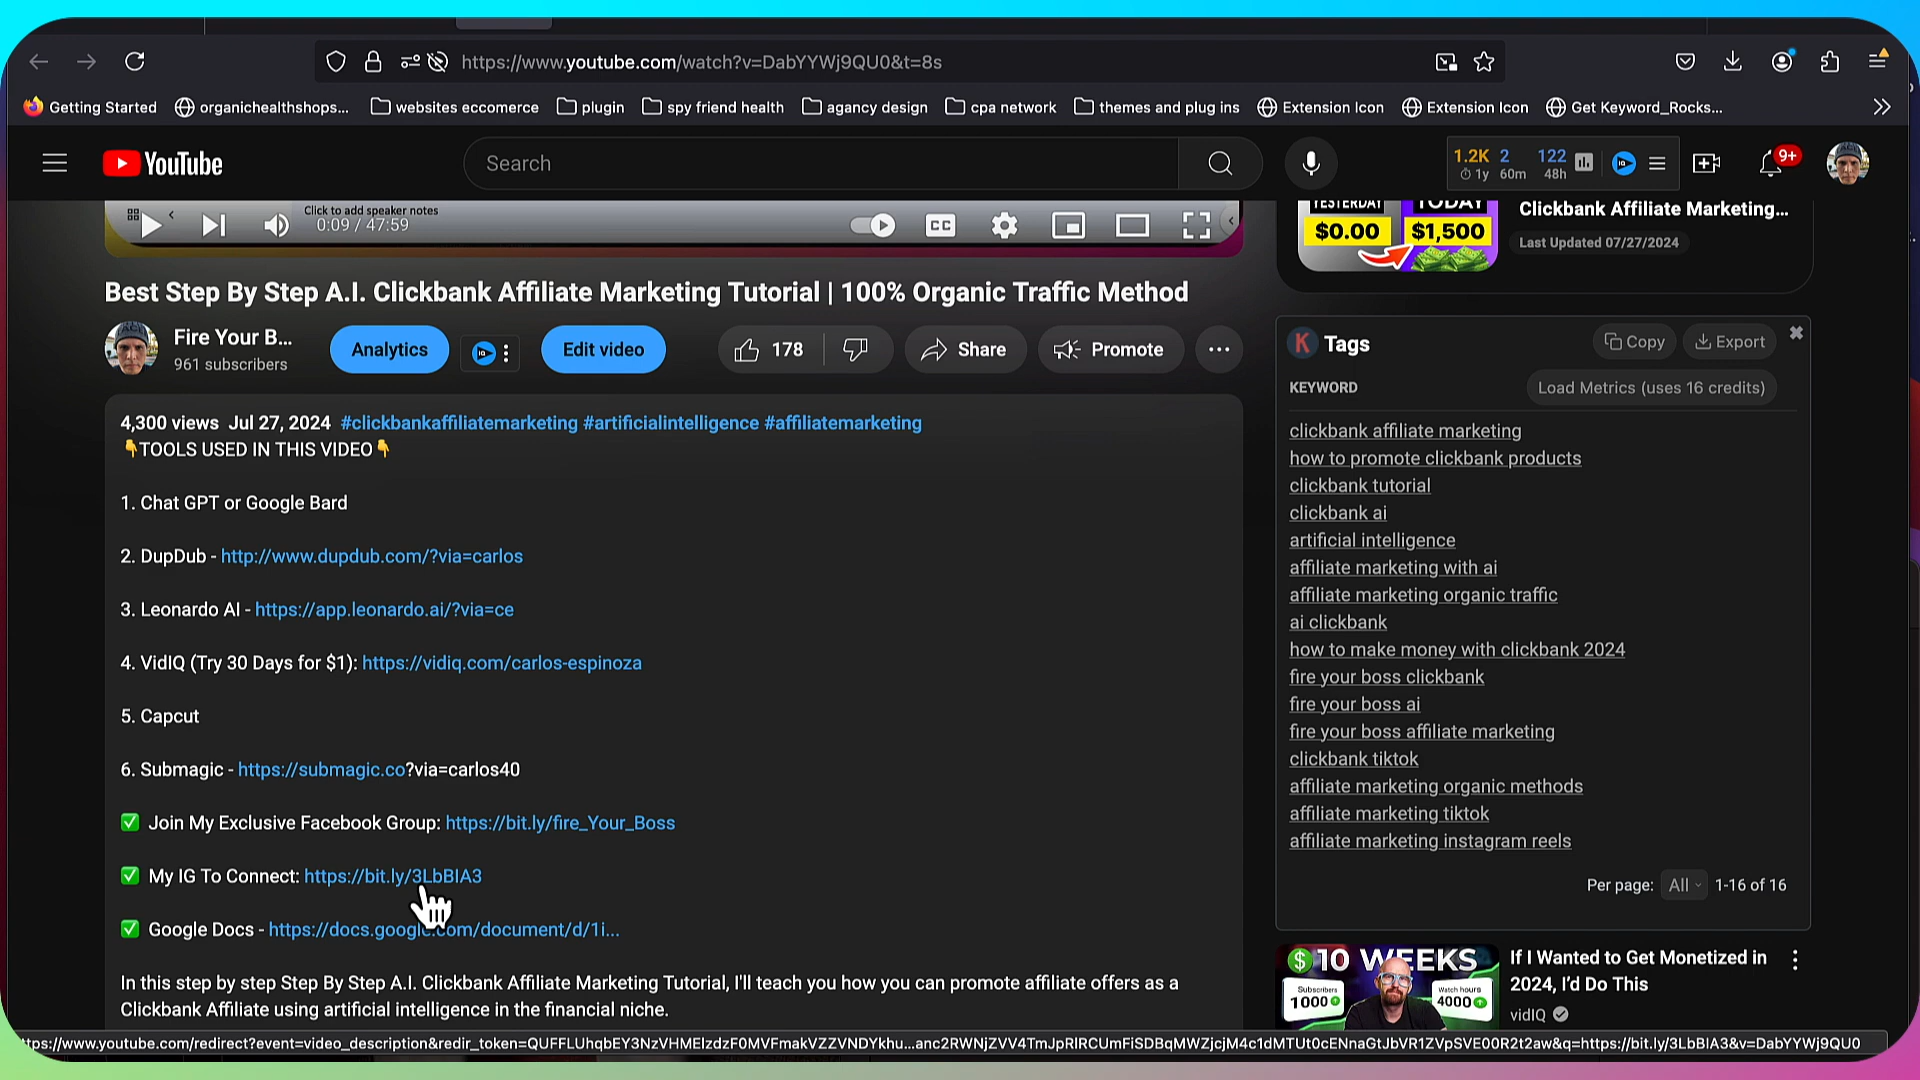 https://www.youtube.com/watch?v=DabYYWj9QU0&t=8s
Getting Started
organichealthshops...
websites eccomerce
plugin
spy friend health
agancy design
cpa network
themes and plug ins
Extension Icon
Extension Icon
Get Keyword_Rocks...
YouTube
Search
1.2K 2 122
1y 60m 48h
9+
Click to add speaker notes
0:09 / 47:59
CC
YESTERDAY TODAY
$0.00 $1,500
Clickbank Affiliate Marketing...
Last Updated 07/27/2024
Best Step By Step A.I. Clickbank Affiliate Marketing Tutorial | 100% Organic Traffic Method
Fire Your B...
961 subscribers
Analytics
Edit video
178
Share
Promote
4,300 views Jul 27, 2024 #clickbankaffiliatemarketing #artificialintelligence #affiliatemarketing
👇TOOLS USED IN THIS VIDEO👇
1. Chat GPT or Google Bard
2. DupDub - http://www.dupdub.com/?via=carlos
3. Leonardo AI - https://app.leonardo.ai/?via=ce
4. VidIQ (Try 30 Days for $1): https://vidiq.com/carlos-espinoza
5. Capcut
6. Submagic - https://submagic.co?via=carlos40
✅ Join My Exclusive Facebook Group: https://bit.ly/fire_Your_Boss
✅ My IG To Connect: https://bit.ly/3LbBIA3
✅ Google Docs - https://docs.google.com/document/d/1i...
In this step by step Step By Step A.I. Clickbank Affiliate Marketing Tutorial, I'll teach you how you can promote affiliate offers as a
Clickbank Affiliate using artificial intelligence in the financial niche.
K Tags
Copy
Export
KEYWORD
Load Metrics (uses 16 credits)
clickbank affiliate marketing
how to promote clickbank products
clickbank tutorial
clickbank ai
artificial intelligence
affiliate marketing with ai
affiliate marketing organic traffic
ai clickbank
how to make money with clickbank 2024
fire your boss clickbank
fire your boss ai
fire your boss affiliate marketing
clickbank tiktok
affiliate marketing organic methods
affiliate marketing tiktok
affiliate marketing instagram reels
Per page: All 1-16 of 16
$10 WEEKS
Subscribers
1000
Watch hours
4000
If I Wanted to Get Monetized in
2024, I'd Do This
vidIQ